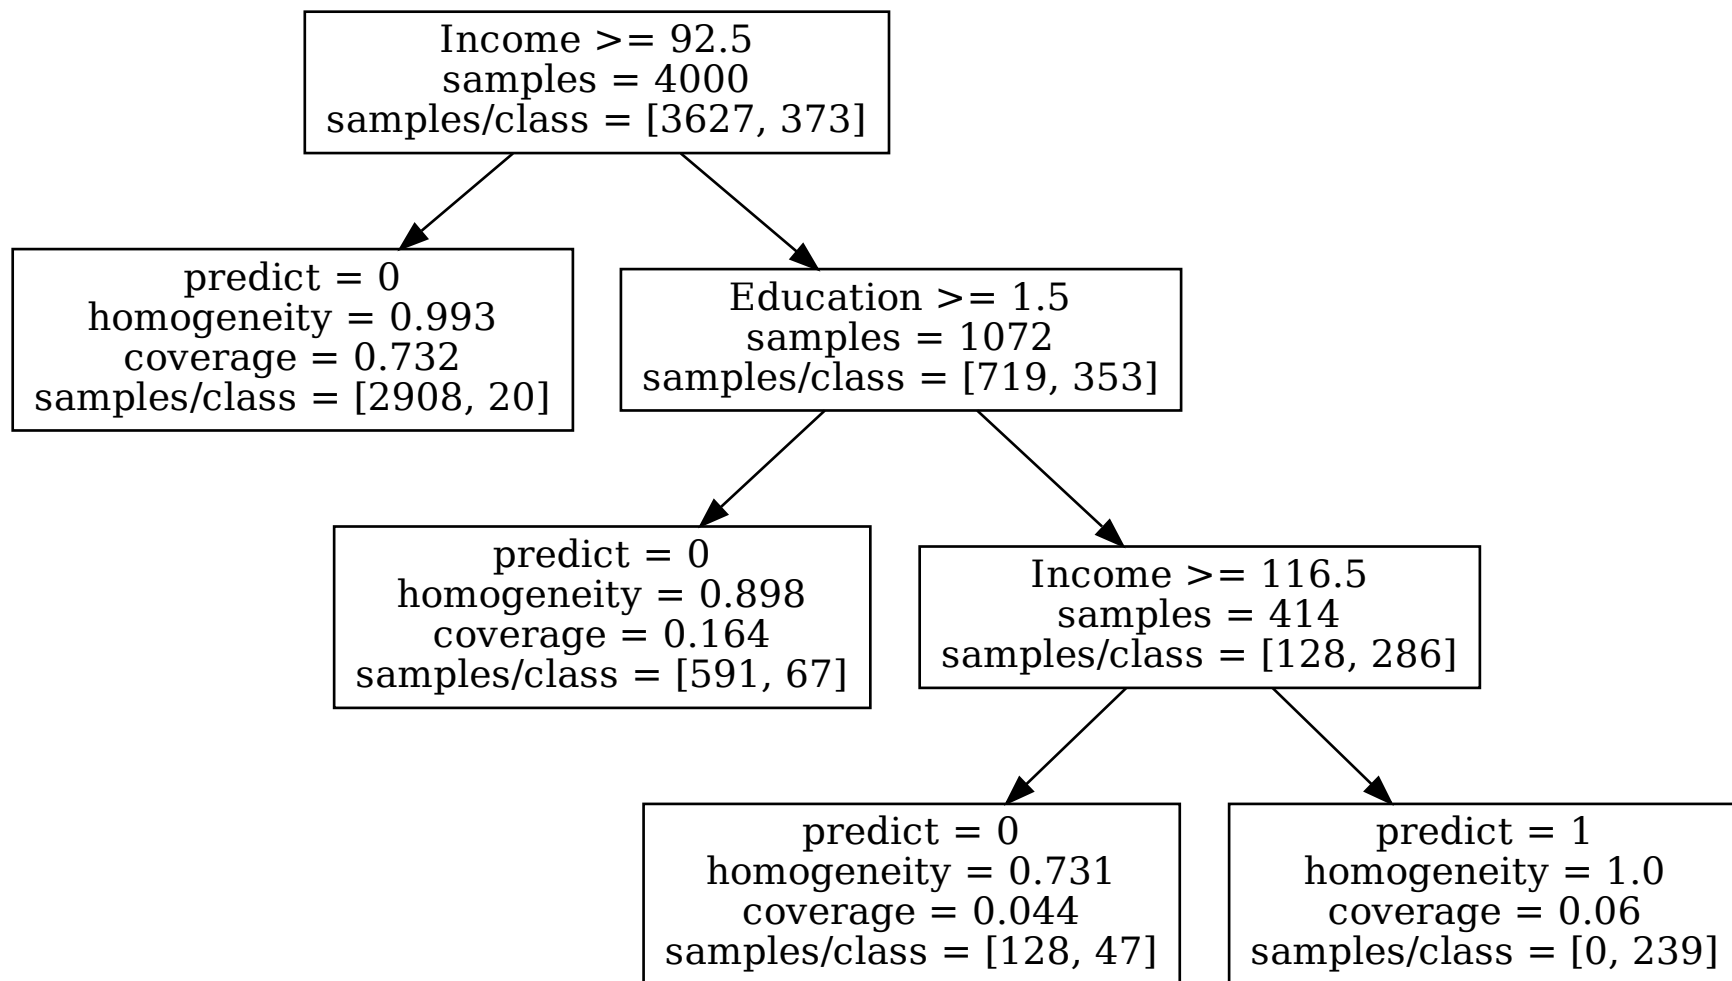 Income >= 92.5
samples = 4000
samples/class = [3627, 373]
predict = 0
homogeneity = 0.993
coverage = 0.732
samples/class = [2908, 20]
Education >= 1.5
samples = 1072
samples/class = [719, 353]
predict = 0
homogeneity = 0.898
coverage = 0.164
samples/class = [591, 67]
Income >= 116.5
samples = 414
samples/class = [128, 286]
predict = 0
homogeneity = 0.731
coverage = 0.044
samples/class = [128, 47]
predict = 1
homogeneity = 1.0
coverage = 0.06
samples/class = [0, 239]